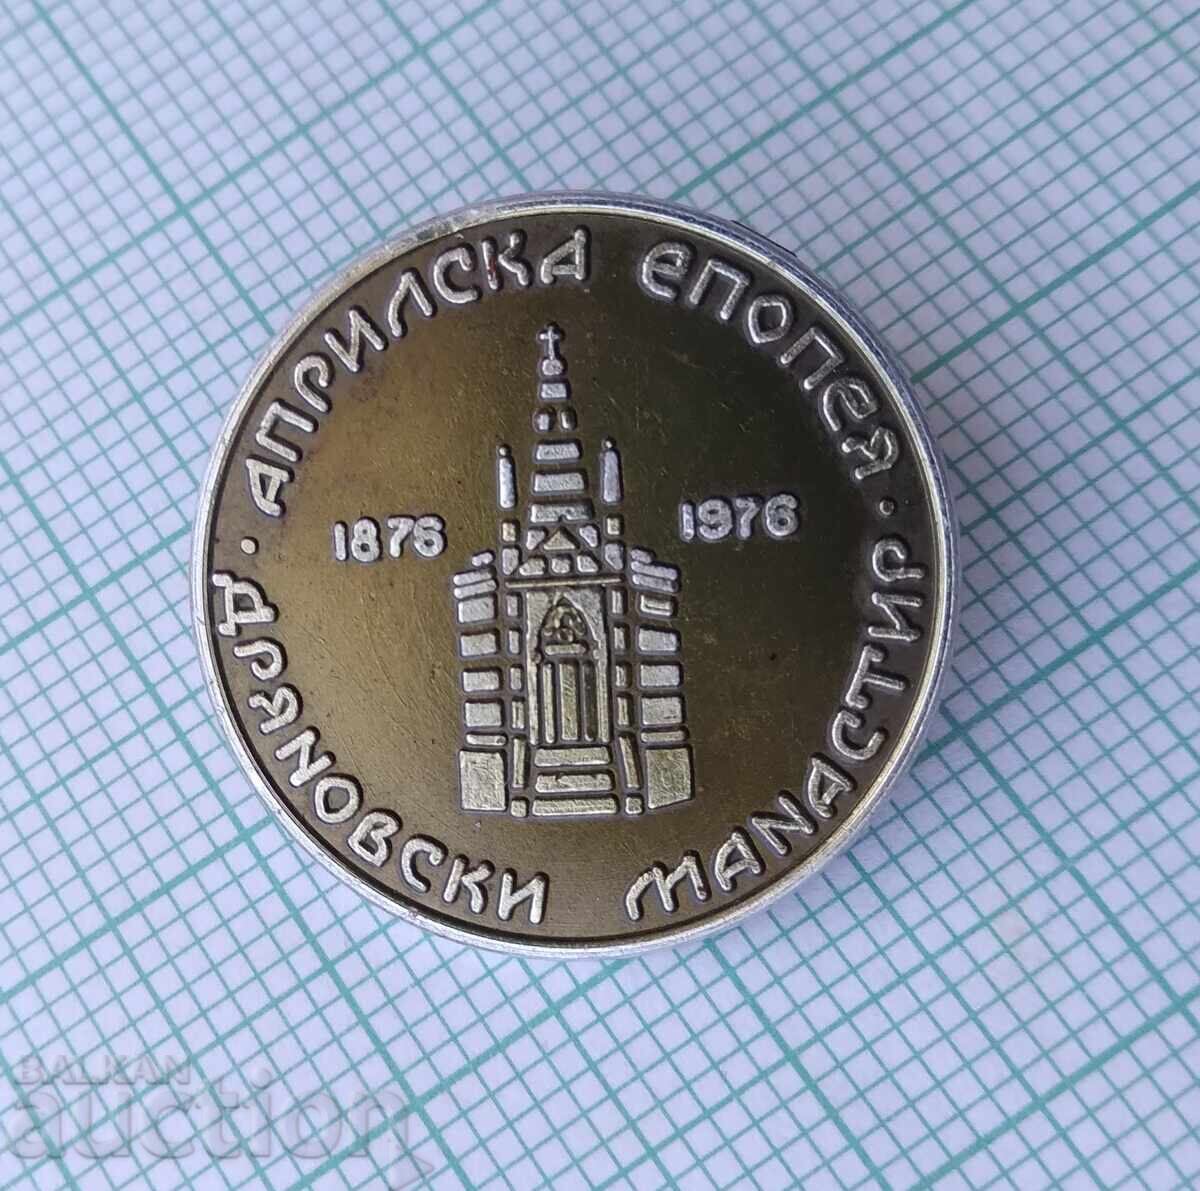 АПРИЛСКА ЕПОПЕЯ
1876 1976
· ДРЯНОВСКИ МАНАСТИР ·
BALKAN
auction